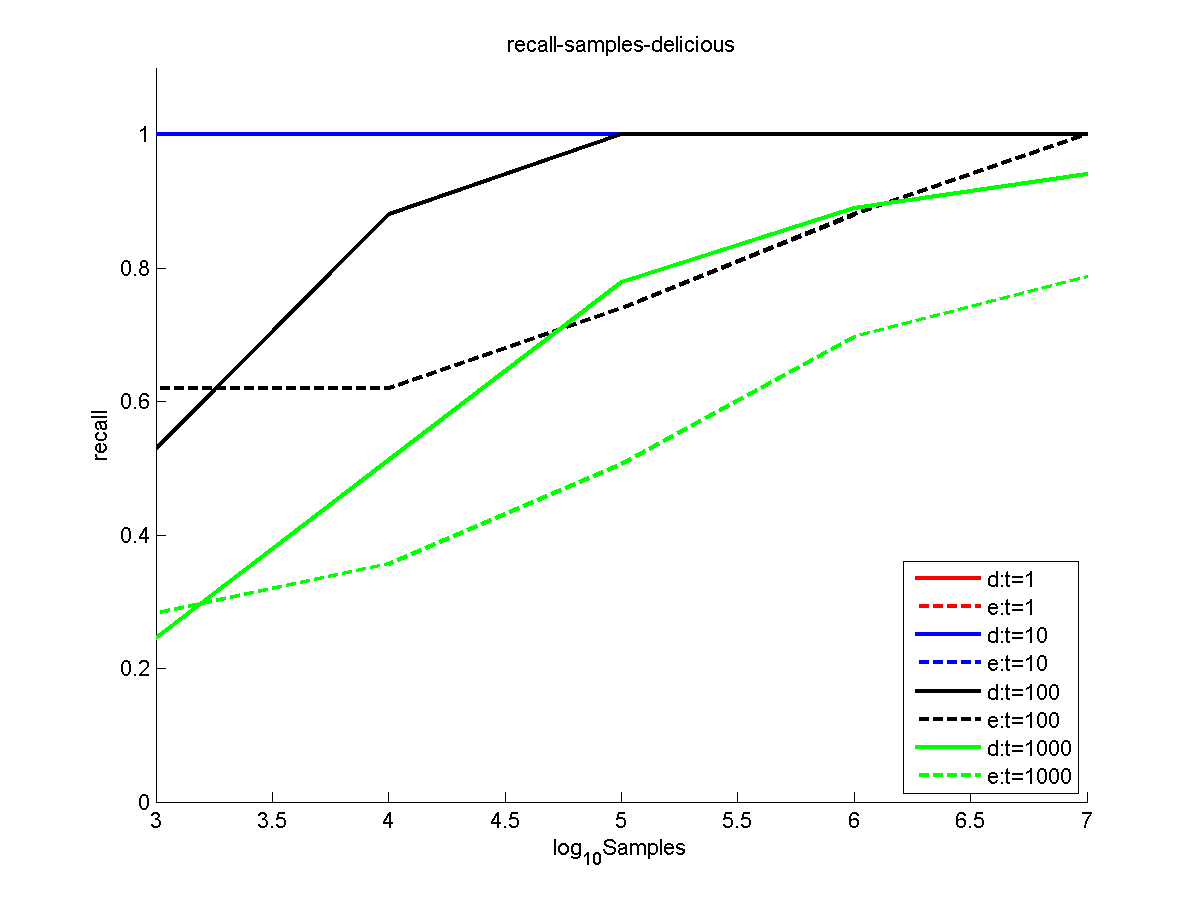 recall-samples-delicious
1
0.8
0.6
0.4
0.2
0
recall
3 3.5 4 4.5 5 5.5 6 6.5 7
log10Samples
d:t=1
e:t=1
d:t=10
e:t=10
d:t=100
e:t=100
d:t=1000
e:t=1000